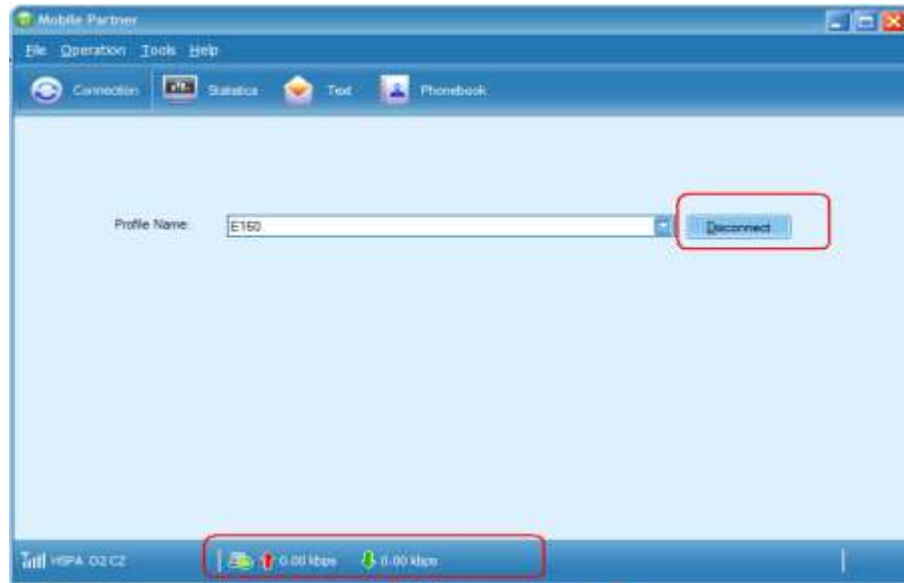 Mobile Partner
File Operation Tools Help
Connection Statistics Text Phonebook
Profile Name: E160 Disconnect
HSPA O2 CZ 0.00 kbps 0.00 kbps